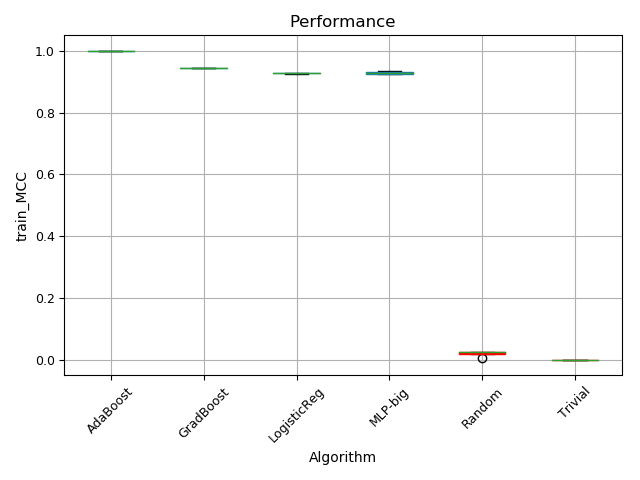 Performance
train_MCC
1.0
0.8
0.6
0.4
0.2
0.0
AdaBoost
GradBoost
LogisticReg
MLP-big
Random
Trivial
Algorithm